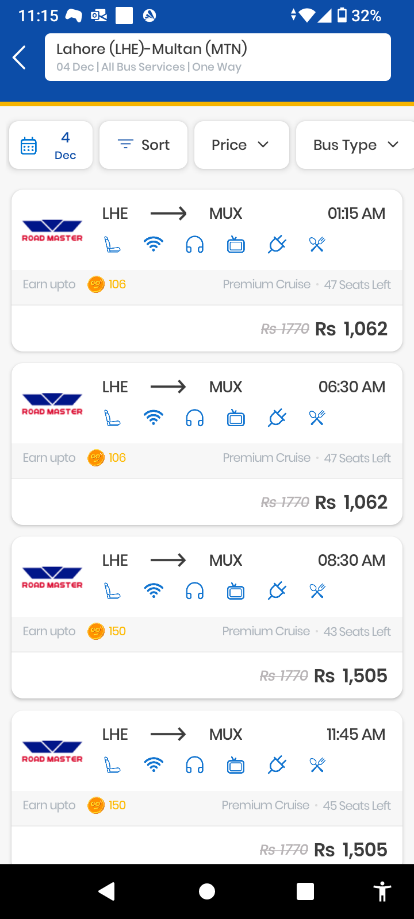 11:15 32%
Lahore (LHE)-Multan (MTN)
04 Dec | All Bus Services | One Way
4 Dec Sort Price Bus Type
LHE MUX 01:15 AM
ROAD MASTER
Earn upto 106 Premium Cruise · 47 Seats Left
Rs 1770 Rs 1,062
LHE MUX 06:30 AM
ROAD MASTER
Earn upto 106 Premium Cruise · 47 Seats Left
Rs 1770 Rs 1,062
LHE MUX 08:30 AM
ROAD MASTER
Earn upto 150 Premium Cruise · 43 Seats Left
Rs 1770 Rs 1,505
LHE MUX 11:45 AM
ROAD MASTER
Earn upto 150 Premium Cruise · 45 Seats Left
Rs 1770 Rs 1,505